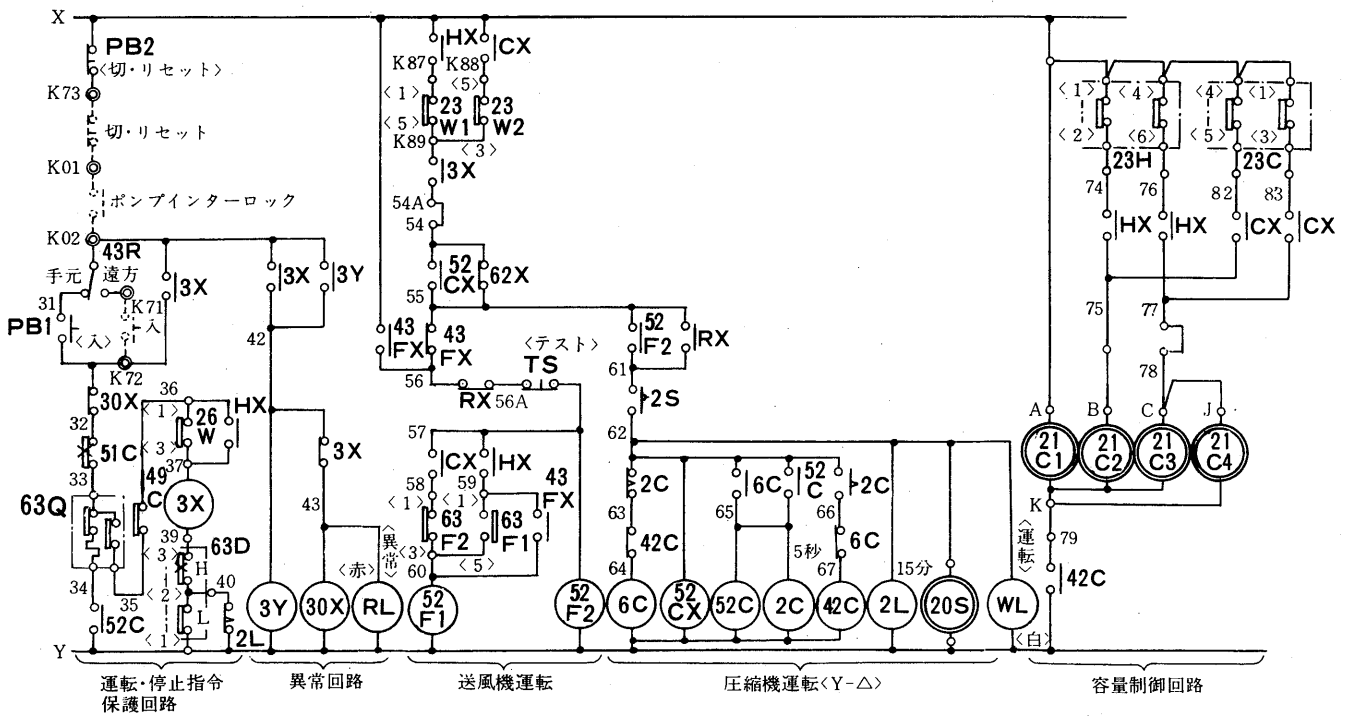 X
PB2
〈切・リセット〉
K73
切・リセット
K01
ポンプインターロック
K02
43R
手元 遠方
31
PB1
〈入〉
K71
入
3X
K72
30X
32
51C
33
63Q
34
52C
35
49
C
36
〈1〉
26
W
〈3〉
37
HX
3X
39
63D
〈3〉
H
〈2〉
40
L
〈1〉
2L
Y
運転・停止指令
保護回路
3X
3Y
42
3X
43
〈赤〉
〈異常〉
3Y
30X
RL
異常回路
HX
CX
K87
K88
〈1〉
〈5〉
23
W1
23
W2
〈5〉
K89
〈3〉
3X
54A
54
52
CX
62X
55
43
FX
43
FX
56
RX
56A
〈テスト〉
TS
57
CX
HX
58
59
43
FX
〈1〉
〈1〉
63
F2
63
F1
〈3〉
〈5〉
60
52
F1
52
F2
送風機運転
52
F2
RX
61
2S
62
2C
6C
52
C
2C
63
65
66
42C
6C
64
5秒
67
15分
〈運転〉
6C
52
CX
52C
2C
42C
2L
20S
WL
〈白〉
圧縮機運転〈Y-△〉
〈1〉
〈4〉
〈4〉
〈1〉
〈2〉
〈6〉
〈5〉
〈3〉
23H
23C
74
76
82
83
HX
HX
CX
CX
75
77
78
A
B
C
J
21
C1
21
C2
21
C3
21
C4
K
79
42C
容量制御回路